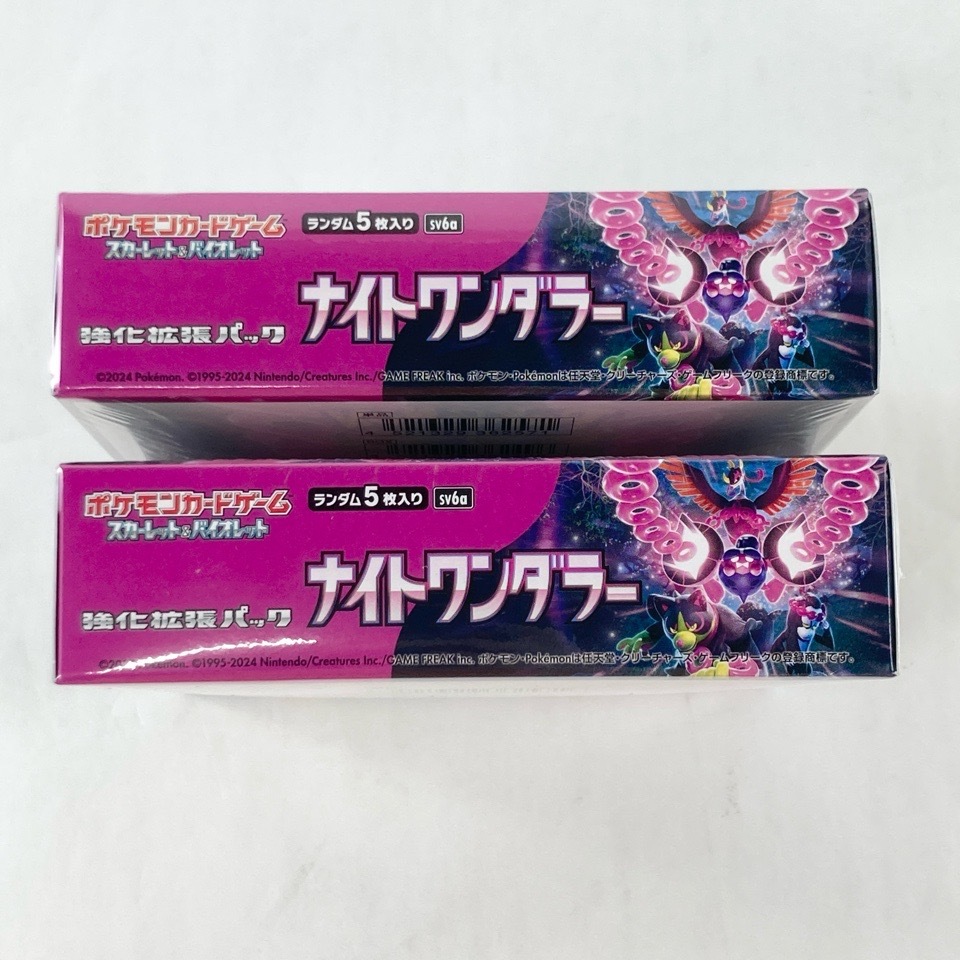 ポケモンカードゲーム
スカーレット&バイオレット
ランダム5枚入り sv6a
ナイトワンダラー
強化拡張パック
©2024 Pokémon. ©1995-2024 Nintendo/Creatures Inc./GAME FREAK inc. ポケモン・Pokémonは任天堂・クリーチャーズ・ゲームフリークの登録商標です。
ポケモンカードゲーム
スカーレット&バイオレット
ランダム5枚入り sv6a
ナイトワンダラー
強化拡張パック
Pokémon. ©1995-2024 Nintendo/Creatures Inc./GAME FREAK inc. ポケモン・Pokémonは任天堂・クリーチャーズ・ゲームフリークの登録商標です。